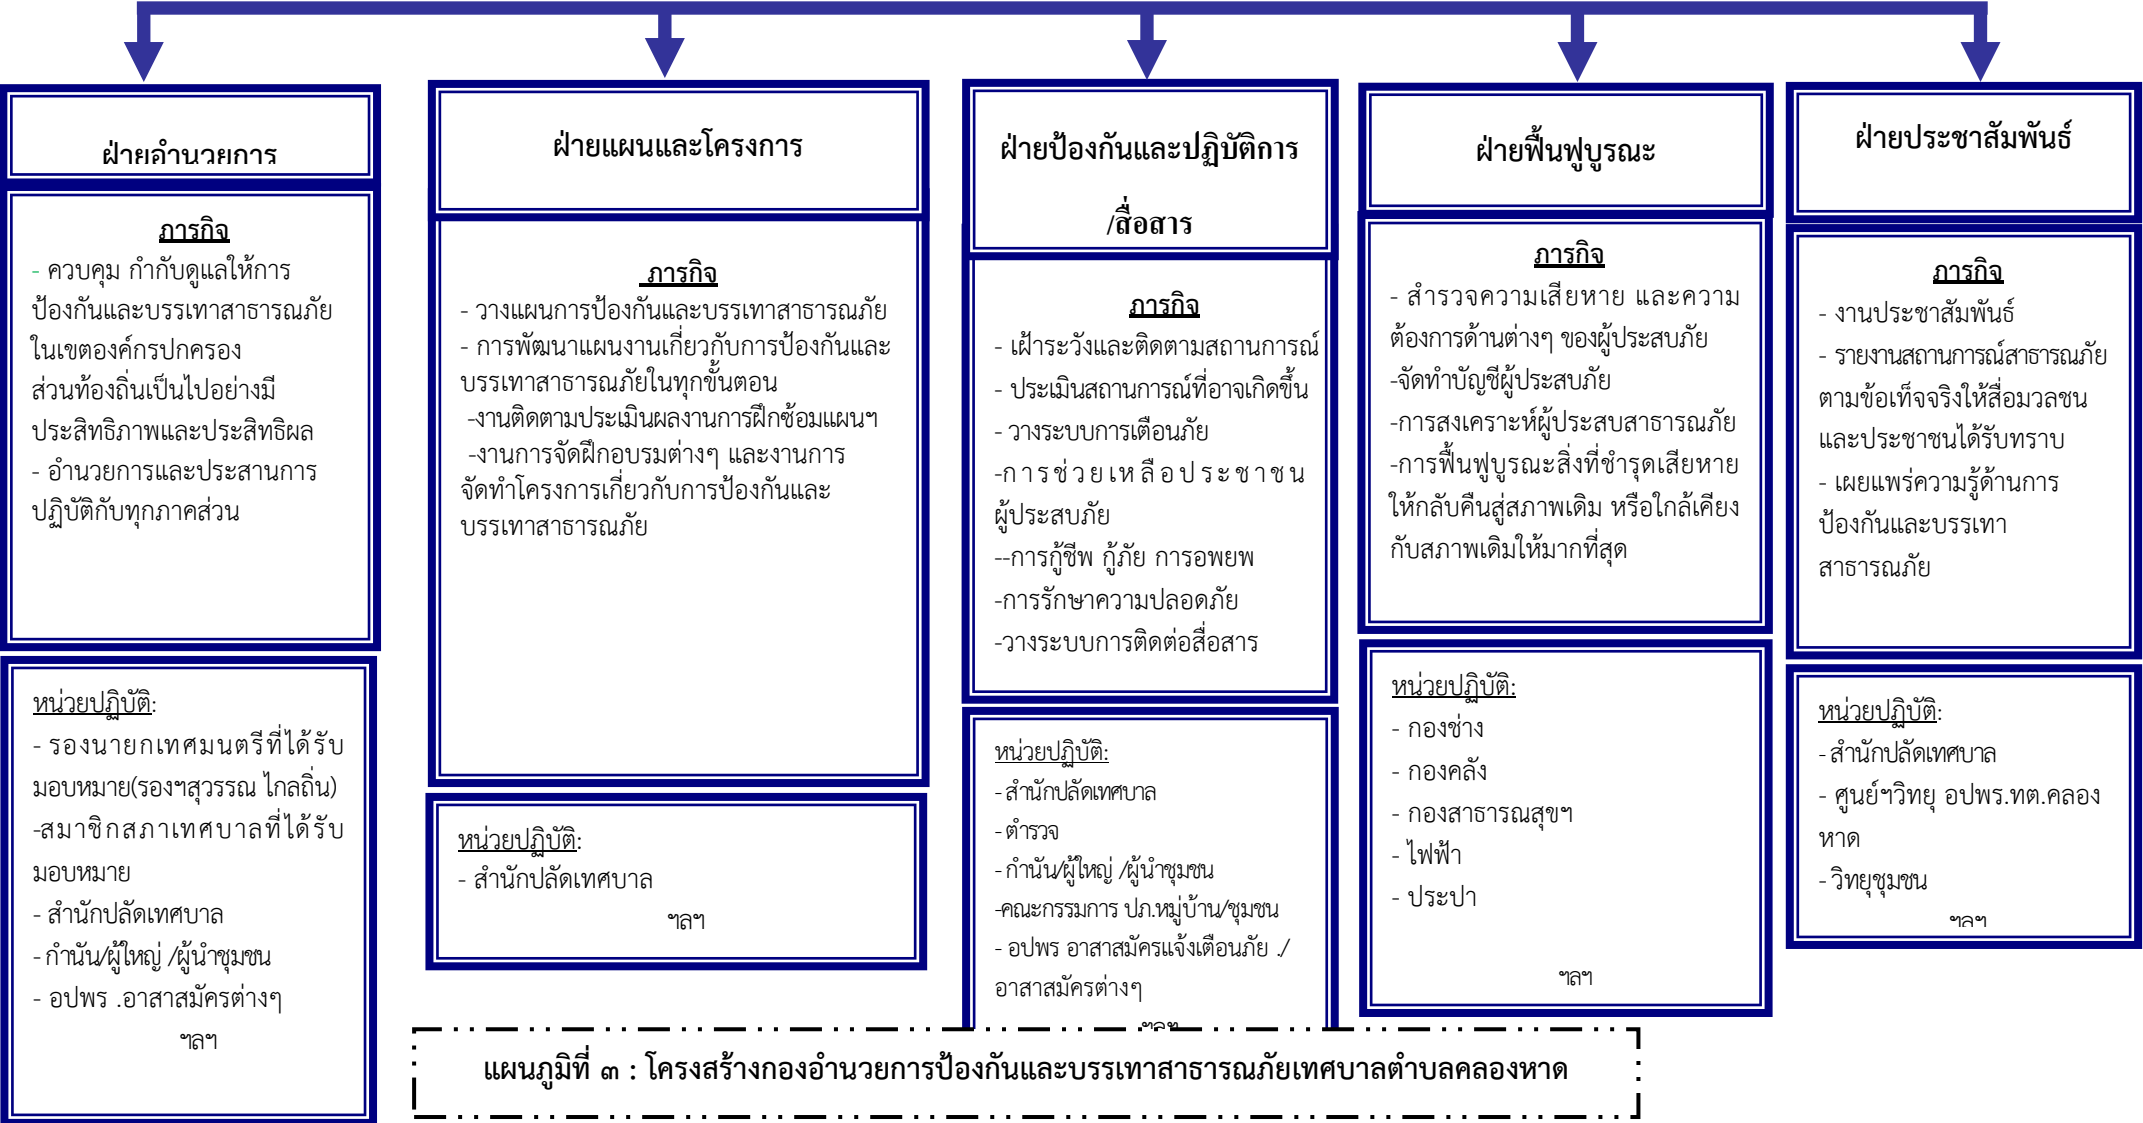 ฝ่ายอำนวยการ
ภารกิจ
- ควบคุม กำกับดูแลให้การ
ป้องกันและบรรเทาสาธารณภัย
ในเขตองค์กรปกครอง
ส่วนท้องถิ่นเป็นไปอย่างมี
ประสิทธิภาพและประสิทธิผล
- อำนวยการและประสานการ
ปฏิบัติกับทุกภาคส่วน
หน่วยปฏิบัติ:
- รองนายกเทศมนตรีที่ได้รับ
มอบหมาย(รองฯสุวรรณ ไกลถิ่น)
-สมาชิกสภาเทศบาลที่ได้รับ
มอบหมาย
- สำนักปลัดเทศบาล
- กำนัน/ผู้ใหญ่ /ผู้นำชุมชน
- อปพร .อาสาสมัครต่างๆ
ฯลฯ
ฝ่ายแผนและโครงการ
ภารกิจ
- วางแผนการป้องกันและบรรเทาสาธารณภัย
- การพัฒนาแผนงานเกี่ยวกับการป้องกันและ
บรรเทาสาธารณภัยในทุกขั้นตอน
-งานติดตามประเมินผลงานการฝึกซ้อมแผนฯ
-งานการจัดฝึกอบรมต่างๆ และงานการ
จัดทำโครงการเกี่ยวกับการป้องกันและ
บรรเทาสาธารณภัย
หน่วยปฏิบัติ:
- สำนักปลัดเทศบาล
ฯลฯ
ฝ่ายป้องกันและปฏิบัติการ
/สื่อสาร
ภารกิจ
- เฝ้าระวังและติดตามสถานการณ์
- ประเมินสถานการณ์ที่อาจเกิดขึ้น
- วางระบบการเตือนภัย
-การช่วยเหลือประชาชน
ผู้ประสบภัย
--การกู้ชีพ กู้ภัย การอพยพ
-การรักษาความปลอดภัย
-วางระบบการติดต่อสื่อสาร
หน่วยปฏิบัติ:
- สำนักปลัดเทศบาล
- ตำรวจ
- กำนัน/ผู้ใหญ่ /ผู้นำชุมชน
-คณะกรรมการ ปภ.หมู่บ้าน/ชุมชน
- อปพร อาสาสมัครแจ้งเตือนภัย ./
อาสาสมัครต่างๆ
ฯลฯ
ฝ่ายฟื้นฟูบูรณะ
ภารกิจ
- สำรวจความเสียหาย และความ
ต้องการด้านต่างๆ ของผู้ประสบภัย
-จัดทำบัญชีผู้ประสบภัย
-การสงเคราะห์ผู้ประสบสาธารณภัย
-การฟื้นฟูบูรณะสิ่งที่ชำรุดเสียหาย
ให้กลับคืนสู่สภาพเดิม หรือใกล้เคียง
กับสภาพเดิมให้มากที่สุด
หน่วยปฏิบัติ:
- กองช่าง
- กองคลัง
- กองสาธารณสุขฯ
- ไฟฟ้า
- ประปา
ฯลฯ
ฝ่ายประชาสัมพันธ์
ภารกิจ
- งานประชาสัมพันธ์
- รายงานสถานการณ์สาธารณภัย
ตามข้อเท็จจริงให้สื่อมวลชน
และประชาชนได้รับทราบ
- เผยแพร่ความรู้ด้านการ
ป้องกันและบรรเทา
สาธารณภัย
หน่วยปฏิบัติ:
- สำนักปลัดเทศบาล
- ศูนย์ฯวิทยุ อปพร.ทต.คลอง
หาด
- วิทยุชุมชน
ฯลฯ
แผนภูมิที่ ๓ : โครงสร้างกองอำนวยการป้องกันและบรรเทาสาธารณภัยเทศบาลตำบลคลองหาด